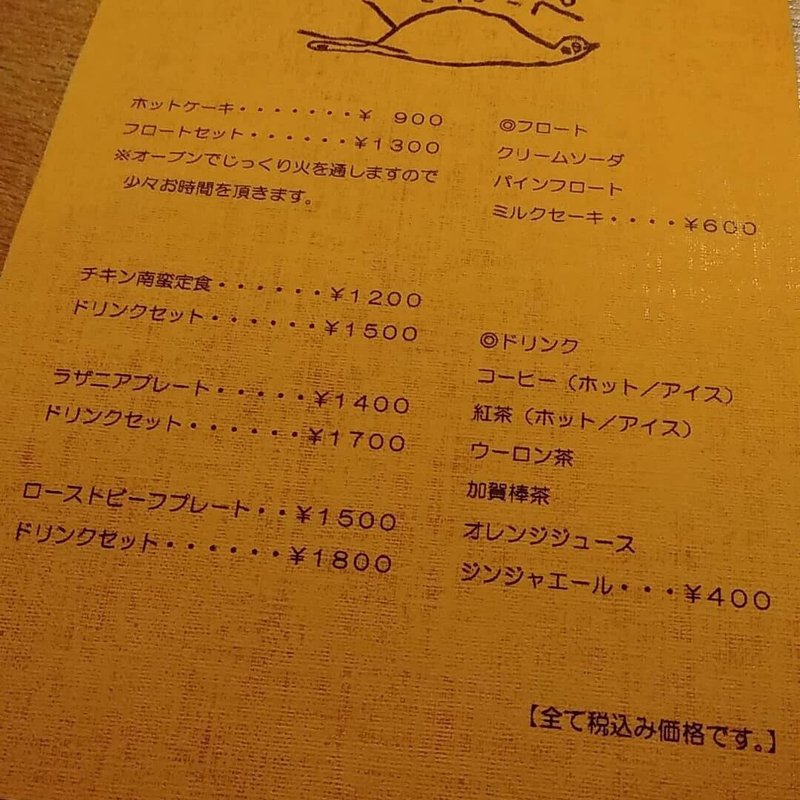 ホットケーキ・・・・・・・¥ 900
フロートセット・・・・・・¥1300
※オーブンでじっくり火を通しますので
少々お時間を頂きます。
チキン南蛮定食・・・・・・¥1200
ドリンクセット・・・・・・¥1500
ラザニアプレート・・・・・¥1400
ドリンクセット・・・・・・¥1700
ローストビーフプレート・・¥1500
ドリンクセット・・・・・・¥1800
◎フロート
クリームソーダ
パインフロート
ミルクセーキ・・・・¥600
◎ドリンク
コーヒー（ホット／アイス）
紅茶（ホット／アイス）
ウーロン茶
加賀棒茶
オレンジジュース
ジンジャエール・・・¥400
【全て税込み価格です。】